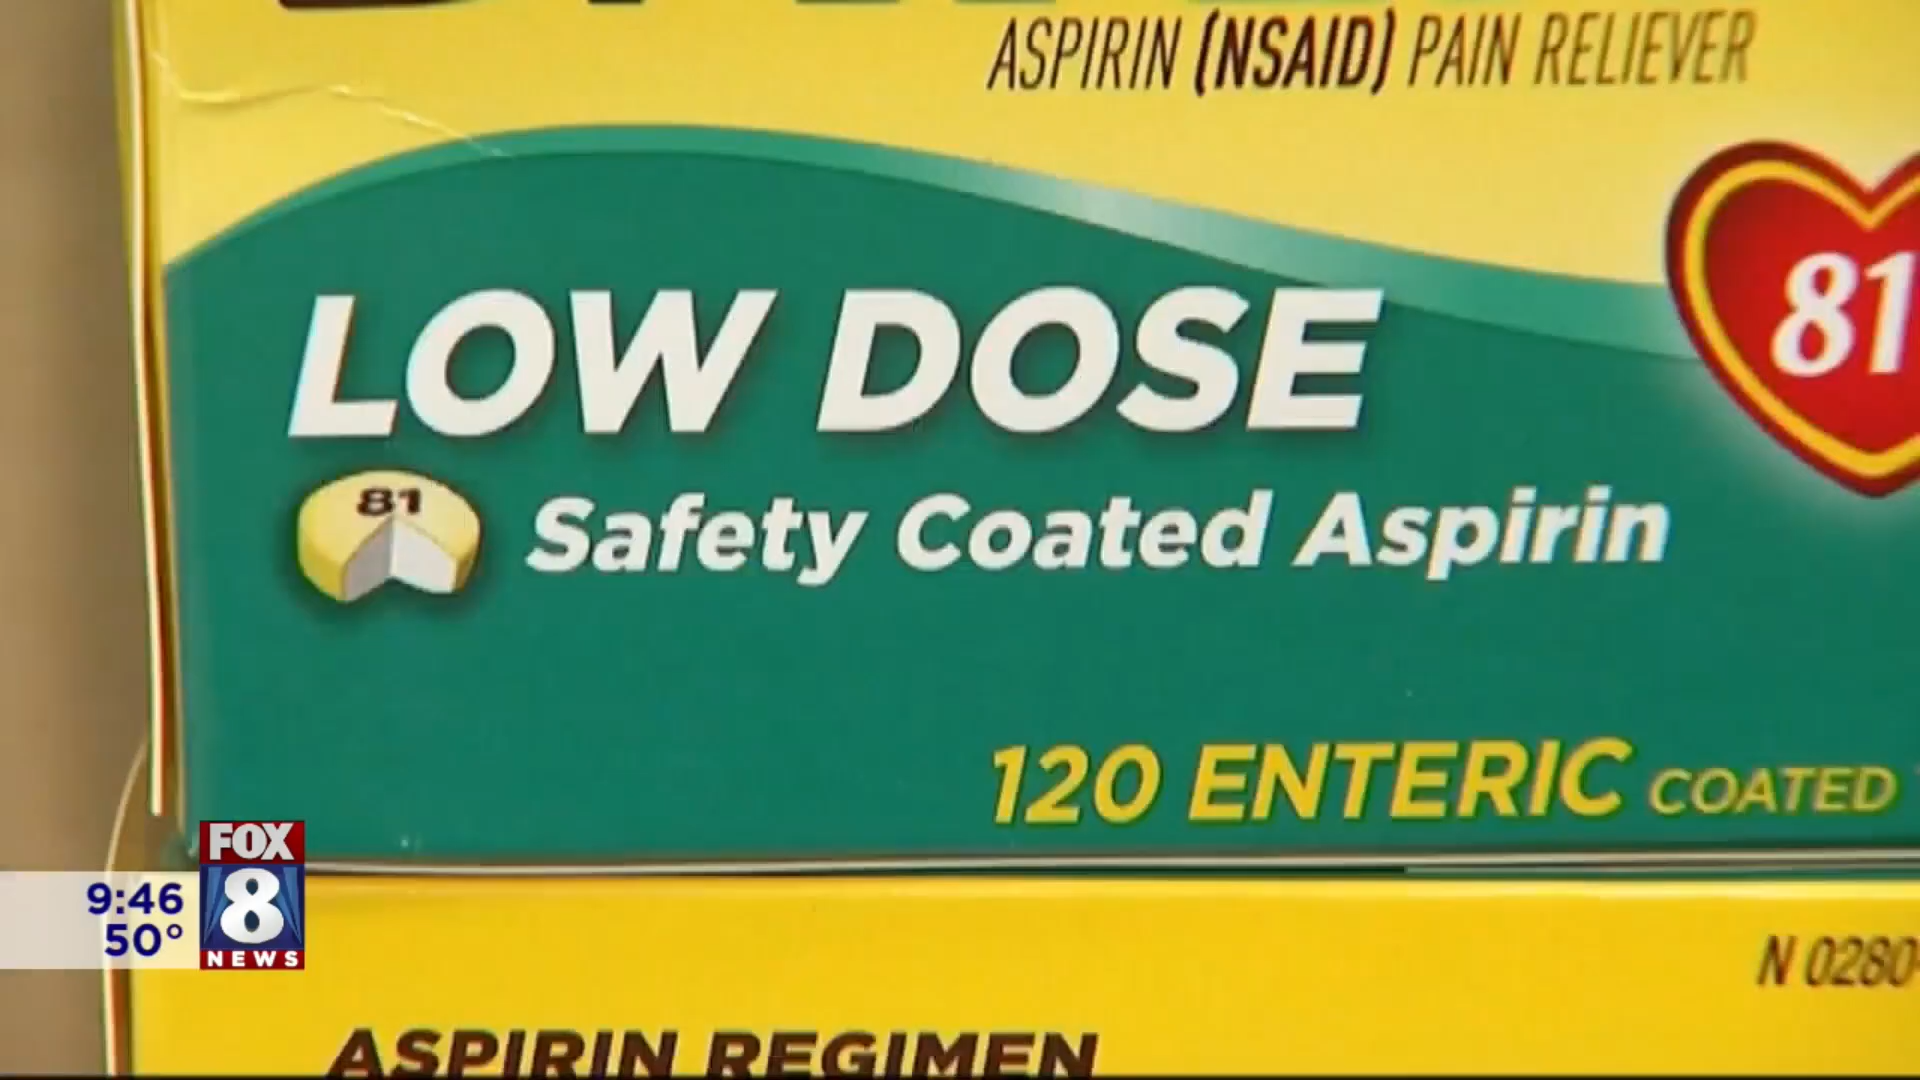 ASPIRIN (NSAID) PAIN RELIEVER
81
LOW DOSE
81
Safety Coated Aspirin
120 ENTERIC COATED
FOX
8
NEWS
9:46
50°
N 0280-
ASPIRIN REGIMEN